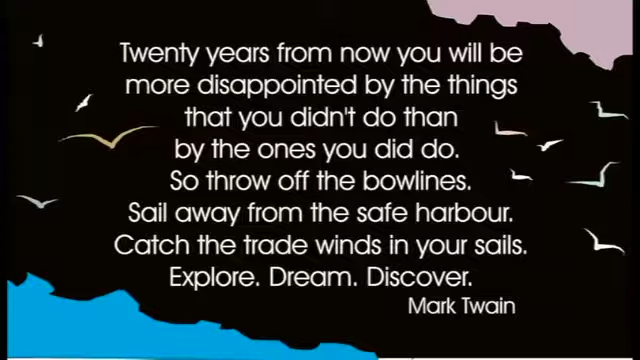 Twenty years from now you will be
more disappointed by the things
that you didn't do than
by the ones you did do.
So throw off the bowlines.
Sail away from the safe harbour.
Catch the trade winds in your sails.
Explore. Dream. Discover.
Mark Twain